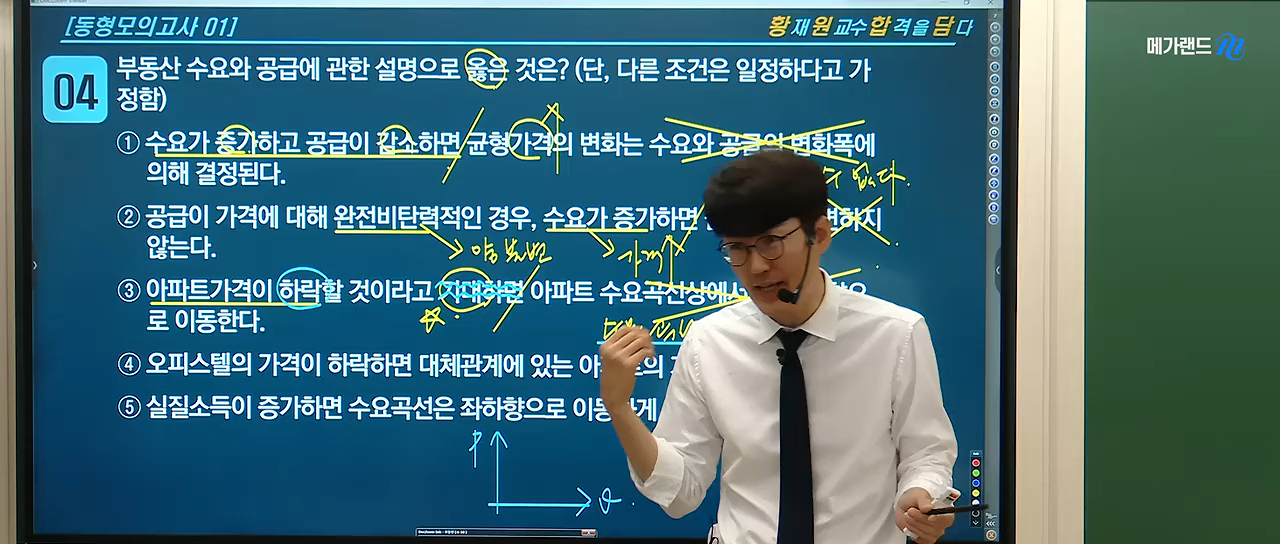 [동형모의고사 01]
황재원 교수 합격을 담다
메가랜드
04
부동산 수요와 공급에 관한 설명으로 옳은 것은? (단, 다른 조건은 일정하다고 가
정함)
① 수요가 증가하고 공급이 감소하면 균형가격의 변화는 수요와 공급의 변화폭에
의해 결정된다.
없다.
② 공급이 가격에 대해 완전비탄력적인 경우, 수요가 증가하면 변하지
않는다.
양 불변
가격
③ 아파트가격이 하락할 것이라고 기대하면 아파트 수요곡선상에서
로 이동한다.
④ 오피스텔의 가격이 하락하면 대체관계에 있는
⑤ 실질소득이 증가하면 수요곡선은 좌하향으로
P
Q